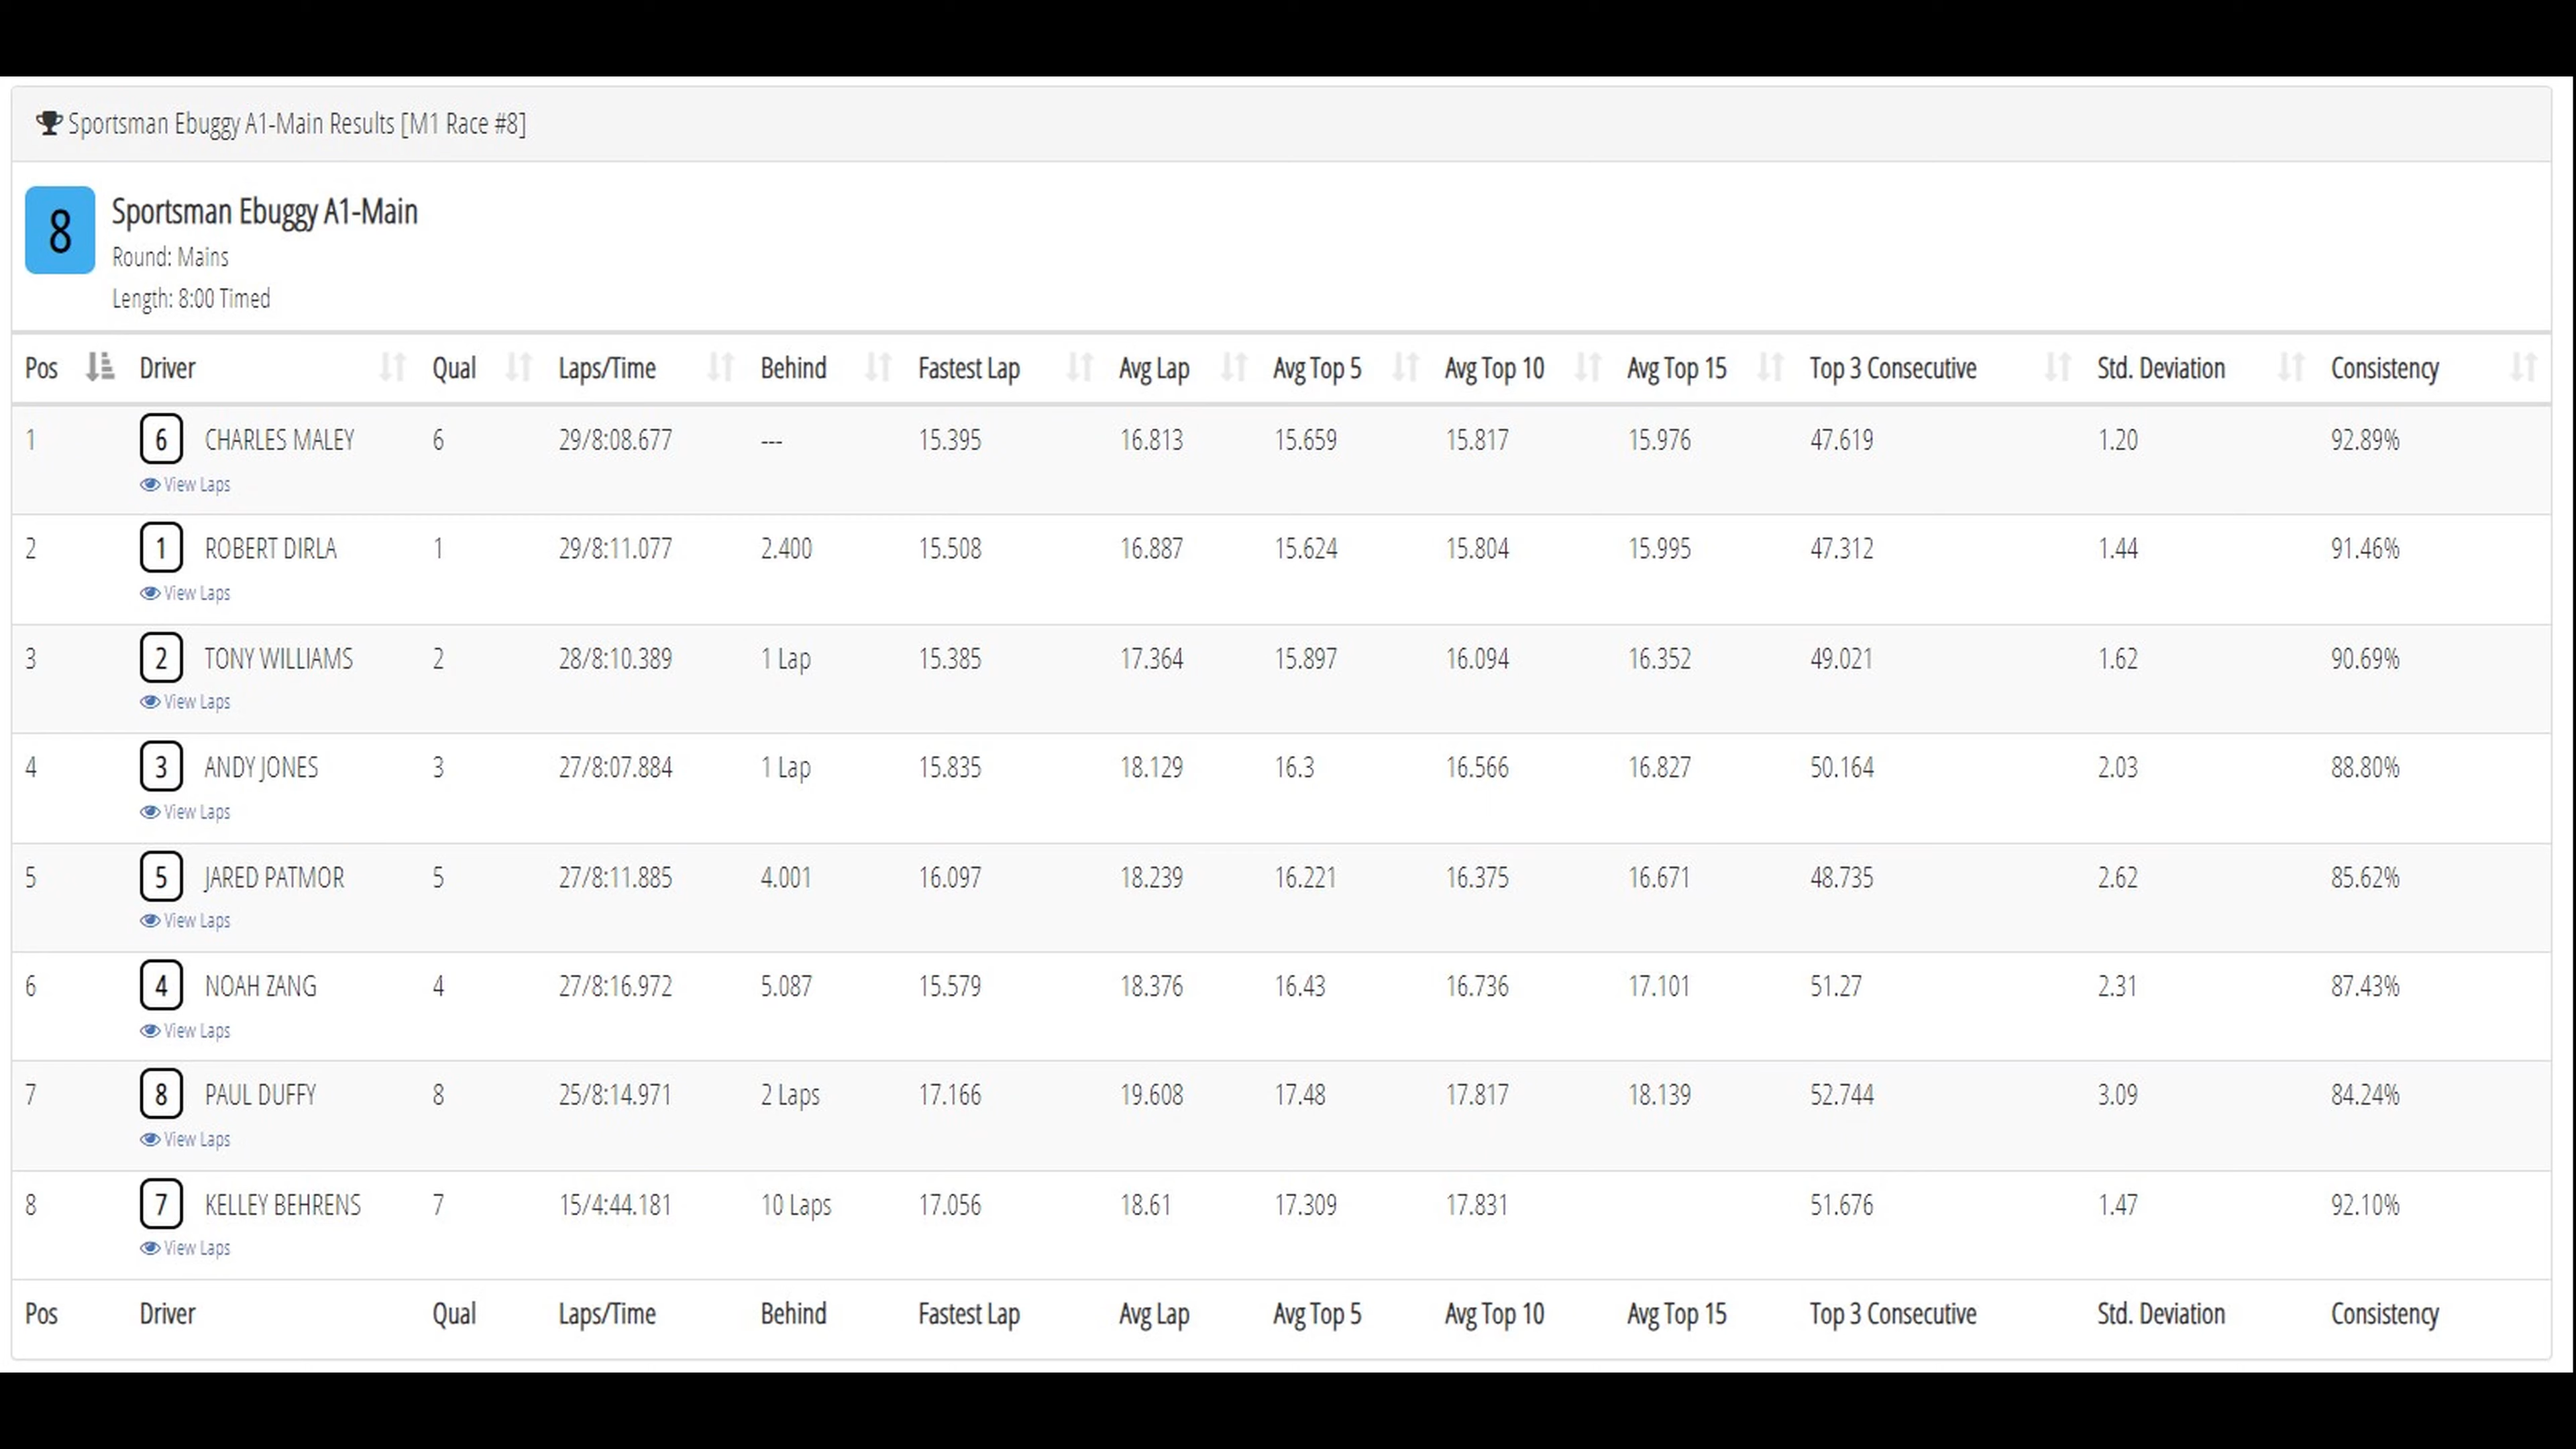 Sportsman Ebuggy A1-Main Results [M1 Race #8]
8
Sportsman Ebuggy A1-Main
Round: Mains
Length: 8:00 Timed
Pos Driver Qual Laps/Time Behind Fastest Lap Avg Lap Avg Top 5 Avg Top 10 Avg Top 15 Top 3 Consecutive Std. Deviation Consistency
1 6 CHARLES MALEY 6 29/8:08.677 --- 15.395 16.813 15.659 15.817 15.976 47.619 1.20 92.89%
View Laps
2 1 ROBERT DIRLA 1 29/8:11.077 2.400 15.508 16.887 15.624 15.804 15.995 47.312 1.44 91.46%
View Laps
3 2 TONY WILLIAMS 2 28/8:10.389 1 Lap 15.385 17.364 15.897 16.094 16.352 49.021 1.62 90.69%
View Laps
4 3 ANDY JONES 3 27/8:07.884 1 Lap 15.835 18.129 16.3 16.566 16.827 50.164 2.03 88.80%
View Laps
5 5 JARED PATMOR 5 27/8:11.885 4.001 16.097 18.239 16.221 16.375 16.671 48.735 2.62 85.62%
View Laps
6 4 NOAH ZANG 4 27/8:16.972 5.087 15.579 18.376 16.43 16.736 17.101 51.27 2.31 87.43%
View Laps
7 8 PAUL DUFFY 8 25/8:14.971 2 Laps 17.166 19.608 17.48 17.817 18.139 52.744 3.09 84.24%
View Laps
8 7 KELLEY BEHRENS 7 15/4:44.181 10 Laps 17.056 18.61 17.309 17.831 51.676 1.47 92.10%
View Laps
Pos Driver Qual Laps/Time Behind Fastest Lap Avg Lap Avg Top 5 Avg Top 10 Avg Top 15 Top 3 Consecutive Std. Deviation Consistency